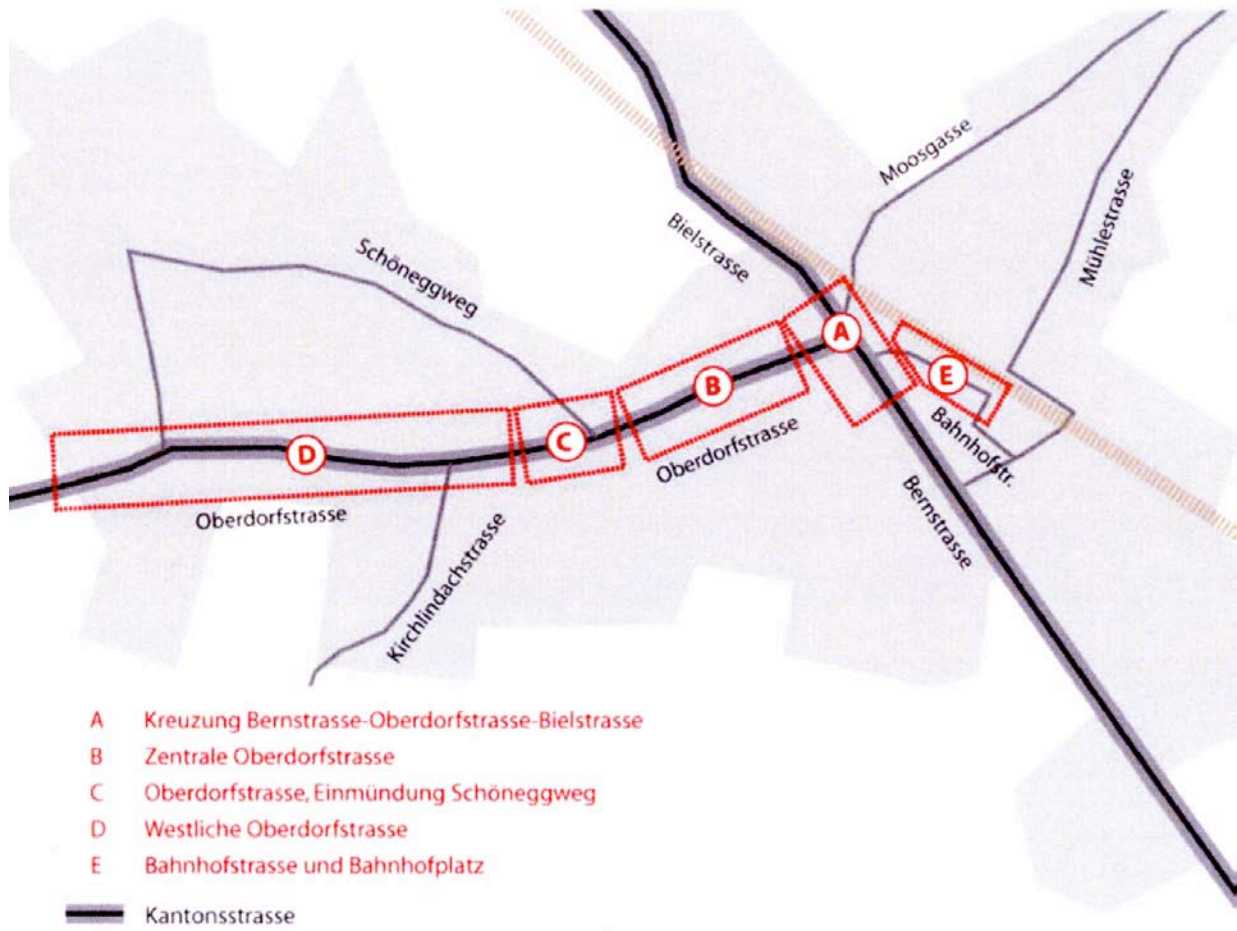 Moosgasse
Mühlestrasse
Bielstrasse
Schöneggweg
A
E
B
Bahnhofstr.
C
D
Oberdorfstrasse
Bernstrasse
Oberdorfstrasse
Kirchlindachstrasse
A Kreuzung Bernstrasse-Oberdorfstrasse-Bielstrasse
B Zentrale Oberdorfstrasse
C Oberdorfstrasse, Einmündung Schöneggweg
D Westliche Oberdorfstrasse
E Bahnhofstrasse und Bahnhofplatz
Kantonsstrasse